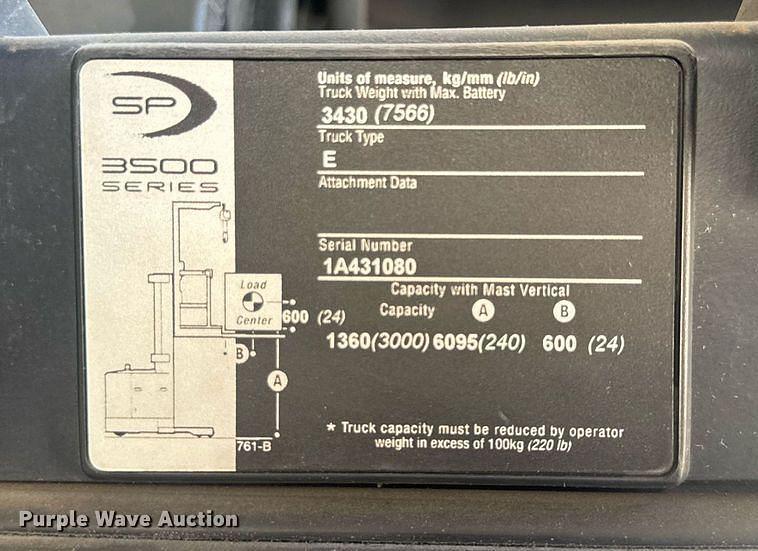 SP
3500
SERIES
Units of measure, kg/mm (lb/in)
Truck Weight with Max. Battery
3430 (7566)
Truck Type
E
Attachment Data
Serial Number
1A431080
Capacity with Mast Vertical
Capacity A B
1360(3000) 6095(240) 600 (24)
Load
Center 600 (24)
B
A
* Truck capacity must be reduced by operator
weight in excess of 100kg (220 lb)
761-B
Purple Wave Auction